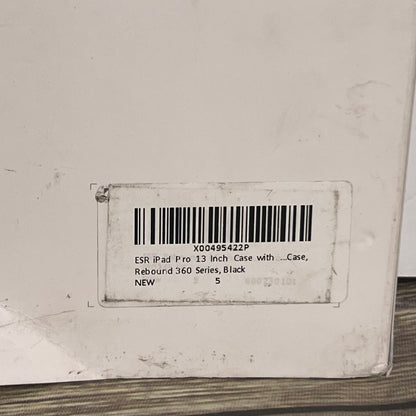 X00495422P
ESR iPad Pro 13 Inch Case with ...Case,
Rebound 360 Series, Black
NEW 5